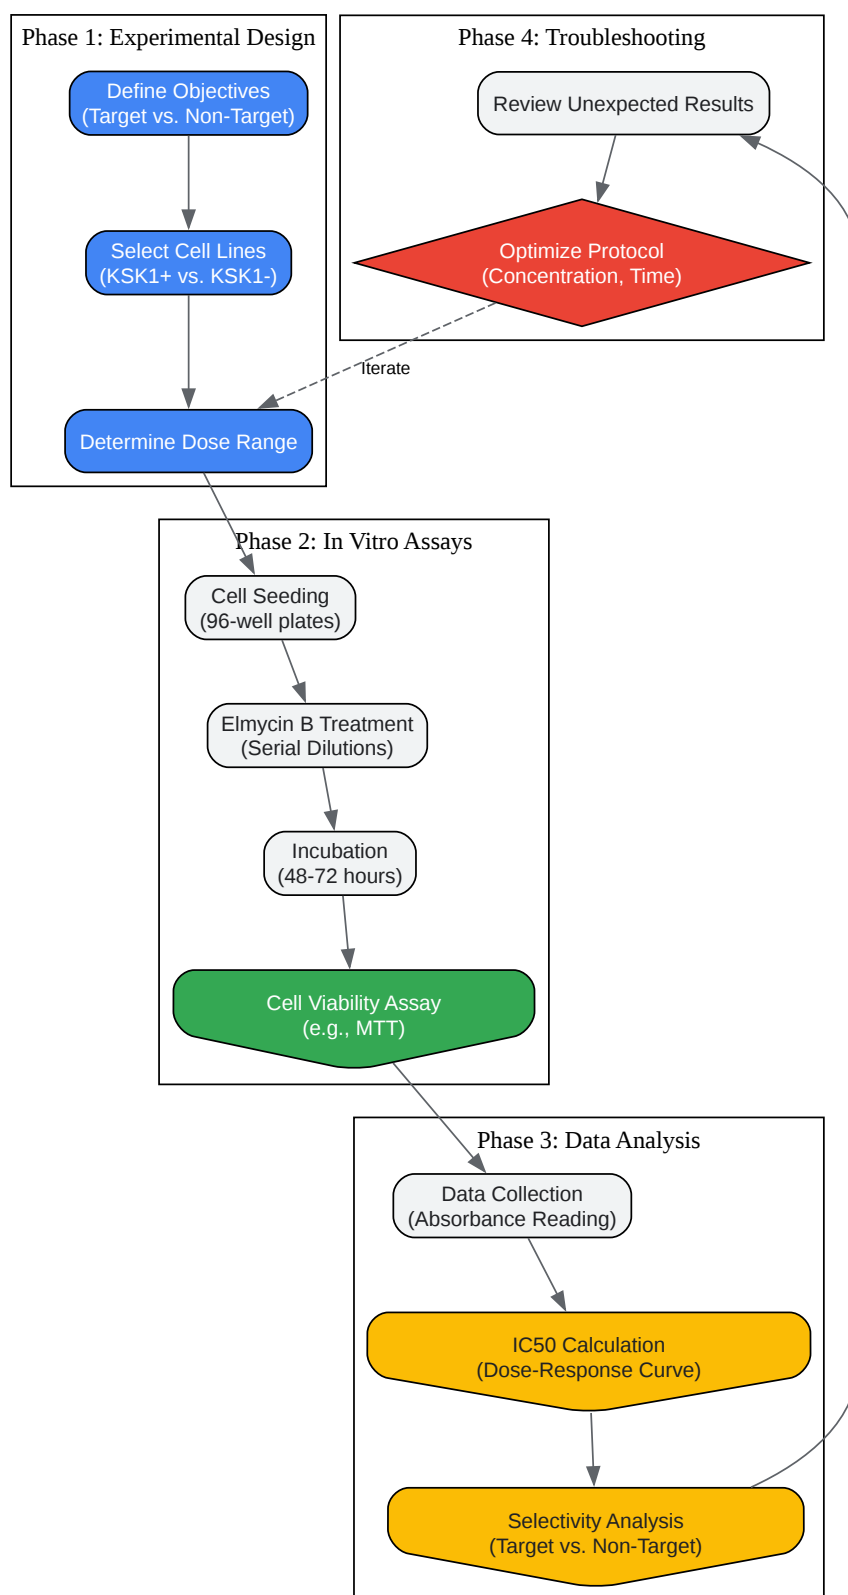 Phase 1: Experimental Design
Define Objectives
(Target vs. Non-Target)
Select Cell Lines
(KSK1+ vs. KSK1-)
Determine Dose Range
Phase 4: Troubleshooting
Review Unexpected Results
Optimize Protocol
(Concentration, Time)
Iterate
Phase 2: In Vitro Assays
Cell Seeding
(96-well plates)
Elmycin B Treatment
(Serial Dilutions)
Incubation
(48-72 hours)
Cell Viability Assay
(e.g., MTT)
Phase 3: Data Analysis
Data Collection
(Absorbance Reading)
IC50 Calculation
(Dose-Response Curve)
Selectivity Analysis
(Target vs. Non-Target)